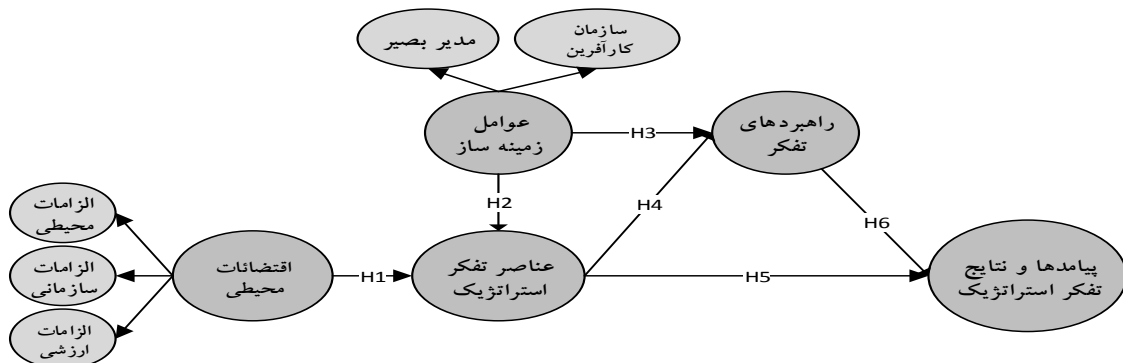 مدیر بصیر
سازمان
کارآفرین
عوامل
زمینه ساز
H3
راهبردهای
تفکر
H2
H4
H6
الزامات
محیطی
الزامات
سازمانی
الزامات
ارزشی
اقتضائات
محیطی
H1
عناصر تفکر
استراتژیک
H5
پیامدها و نتایج
تفکر استراتژیک